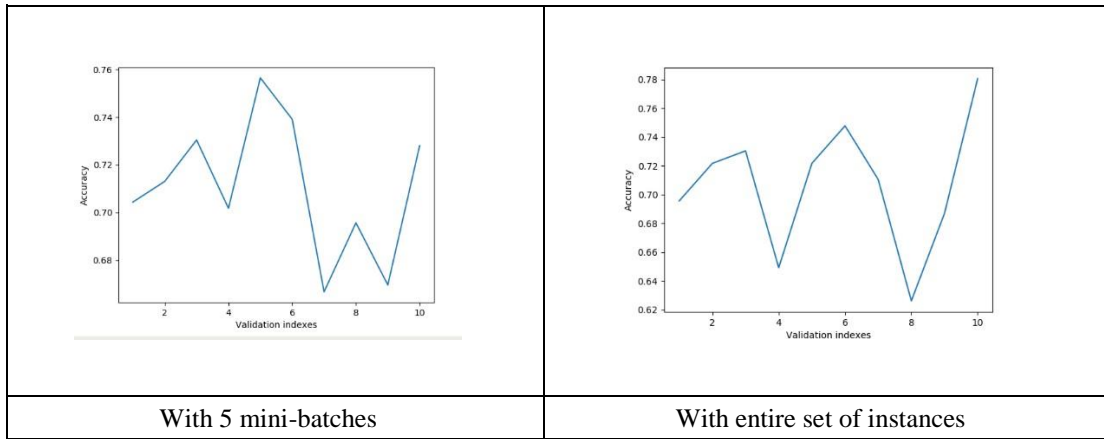 0.76
0.74
0.72
0.70
0.68
Accuracy
2 4 6 8 10
Validation indexes
0.78
0.76
0.74
0.72
0.70
0.68
0.66
0.64
0.62
Accuracy
2 4 6 8 10
Validation indexes
With 5 mini-batches
With entire set of instances